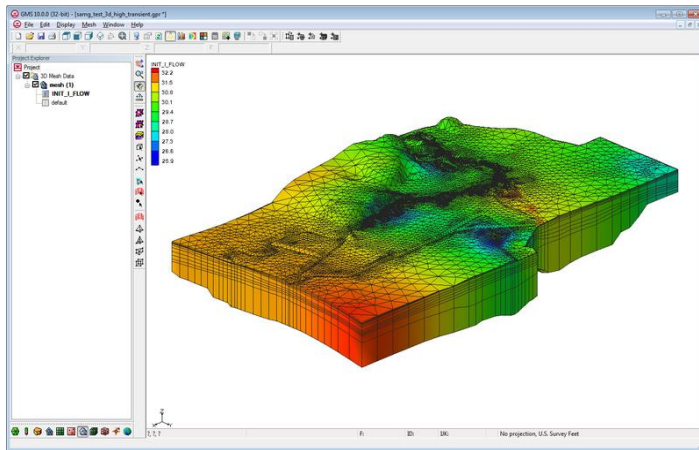 GMS 10.0.0 (32-bit) - [samg_test_3d_high_transient.gpr *]
File Edit Display Mesh Window Help
X: Y: Z: F:
Project Explorer
Project
3D Mesh Data
mesh (1)
INIT_I_FLOW
default
INIT_I_FLOW
32.2
31.5
30.8
30.1
29.4
28.7
28.0
27.3
26.6
25.9
Z
Y
X
?, ?, ?
F:
ID:
No projection, U.S. Survey Feet